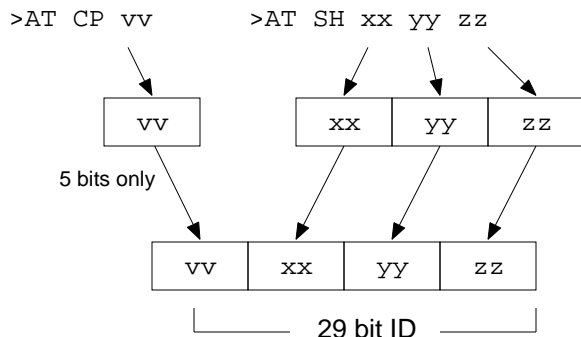 >AT CP vv >AT SH xx yy zz
vv xx yy zz
5 bits only
vv xx yy zz
29 bit ID